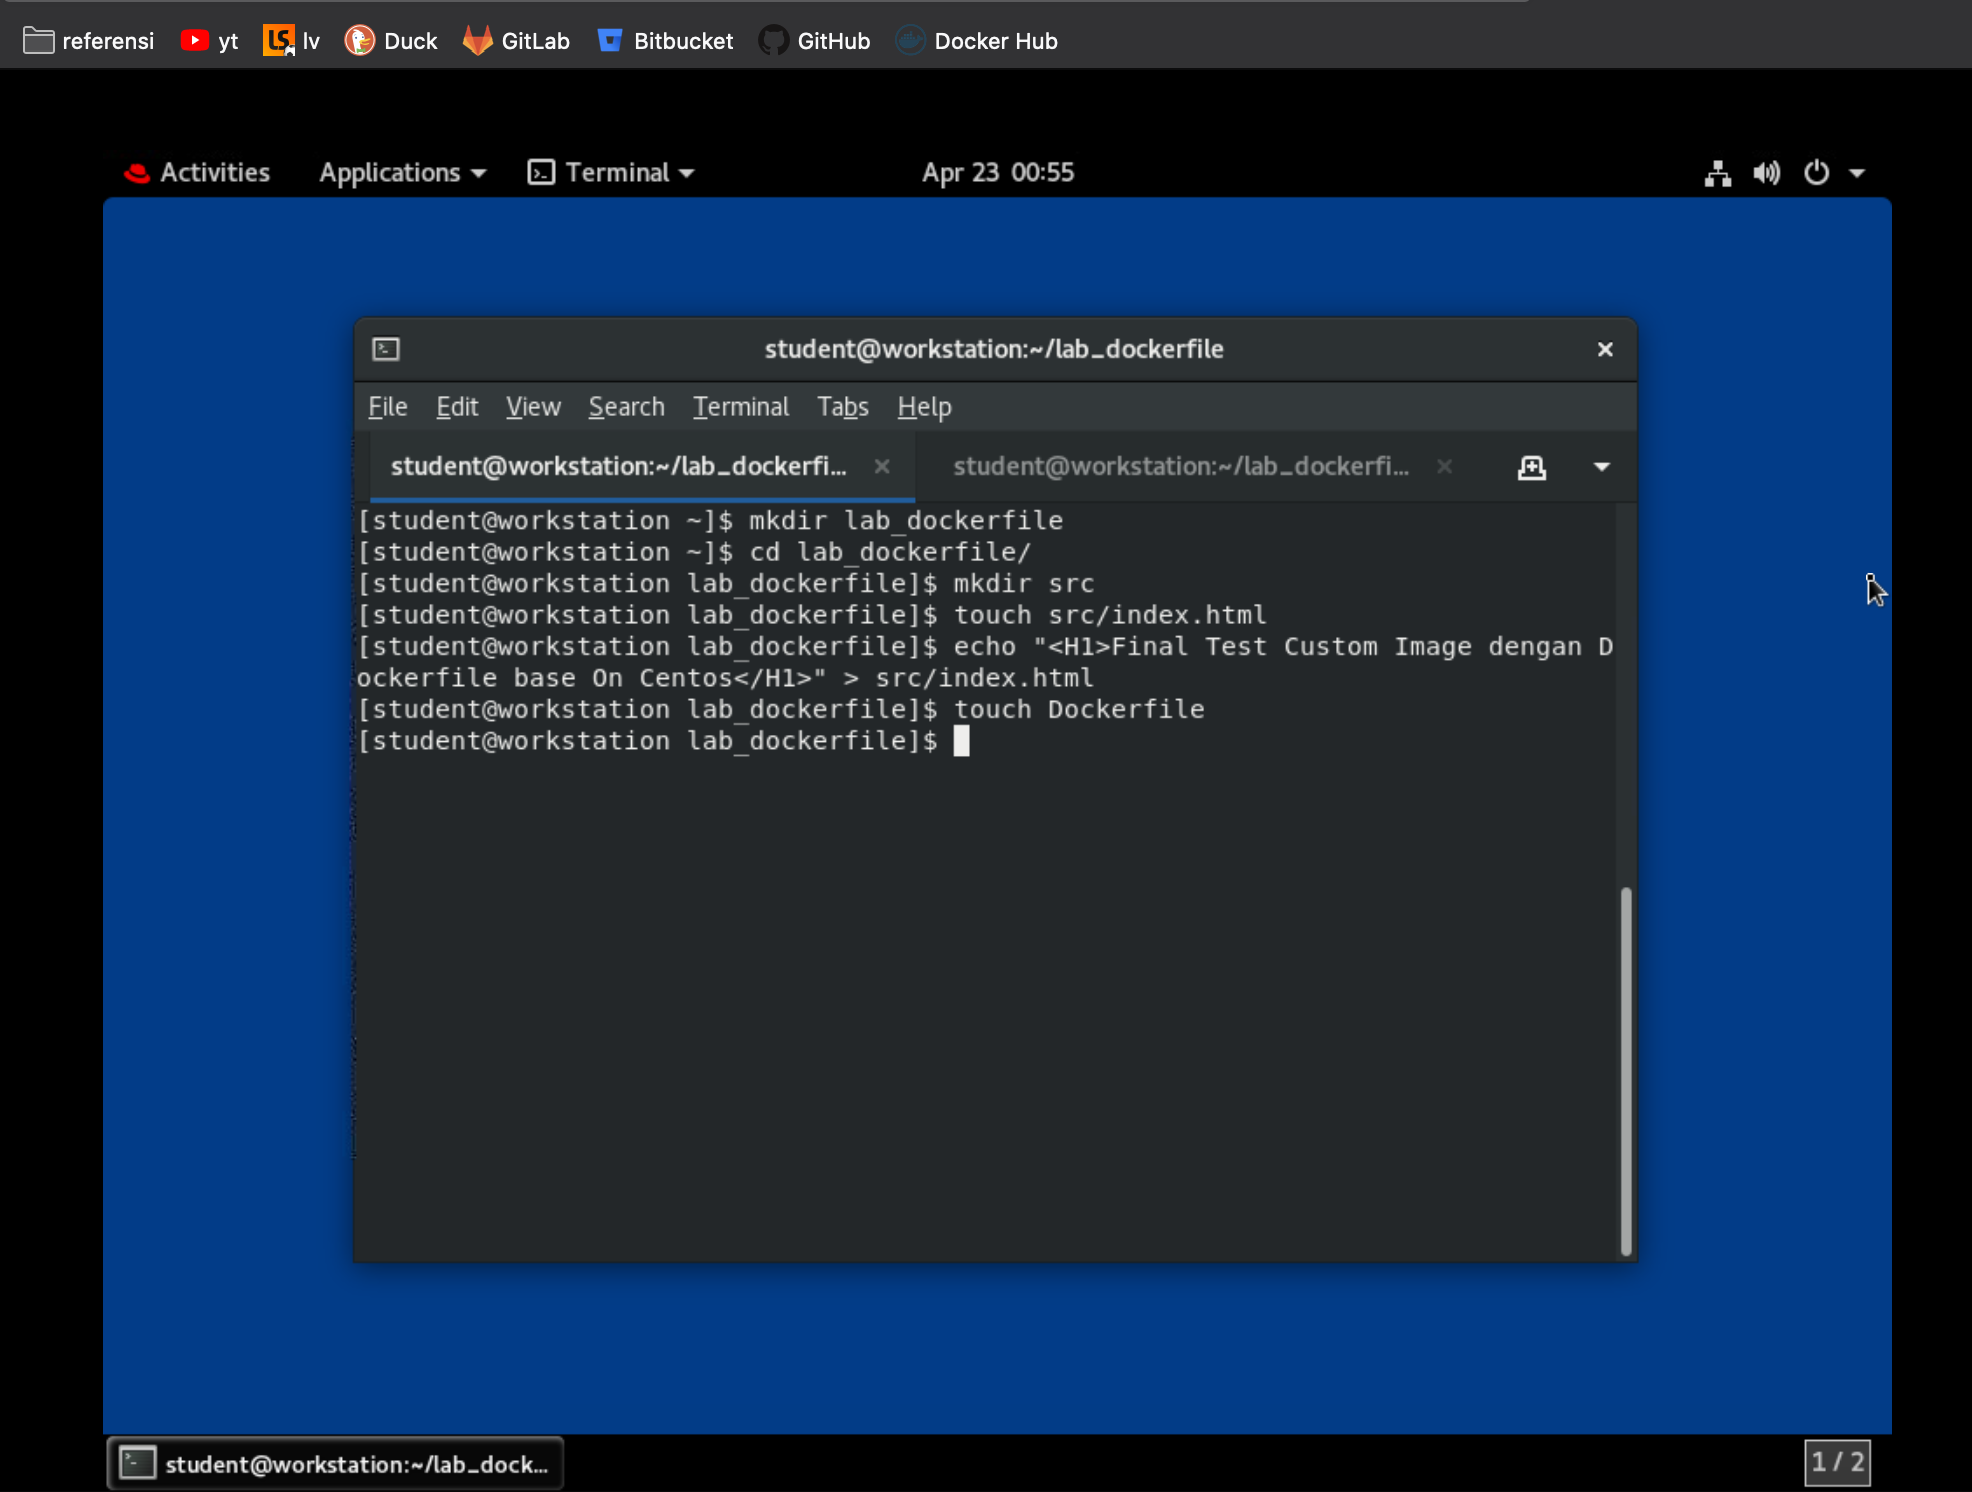 referensi yt lv Duck GitLab Bitbucket GitHub Docker Hub
Activities Applications Terminal Apr 23 00:55
student@workstation:~/lab_dockerfile
File Edit View Search Terminal Tabs Help
student@workstation:~/lab_dockerfi... student@workstation:~/lab_dockerfi...
[student@workstation ~]$ mkdir lab_dockerfile
[student@workstation ~]$ cd lab_dockerfile/
[student@workstation lab_dockerfile]$ mkdir src
[student@workstation lab_dockerfile]$ touch src/index.html
[student@workstation lab_dockerfile]$ echo "<H1>Final Test Custom Image dengan D
ockerfile base On Centos</H1>" > src/index.html
[student@workstation lab_dockerfile]$ touch Dockerfile
[student@workstation lab_dockerfile]$
student@workstation:~/lab_dock...
1 / 2